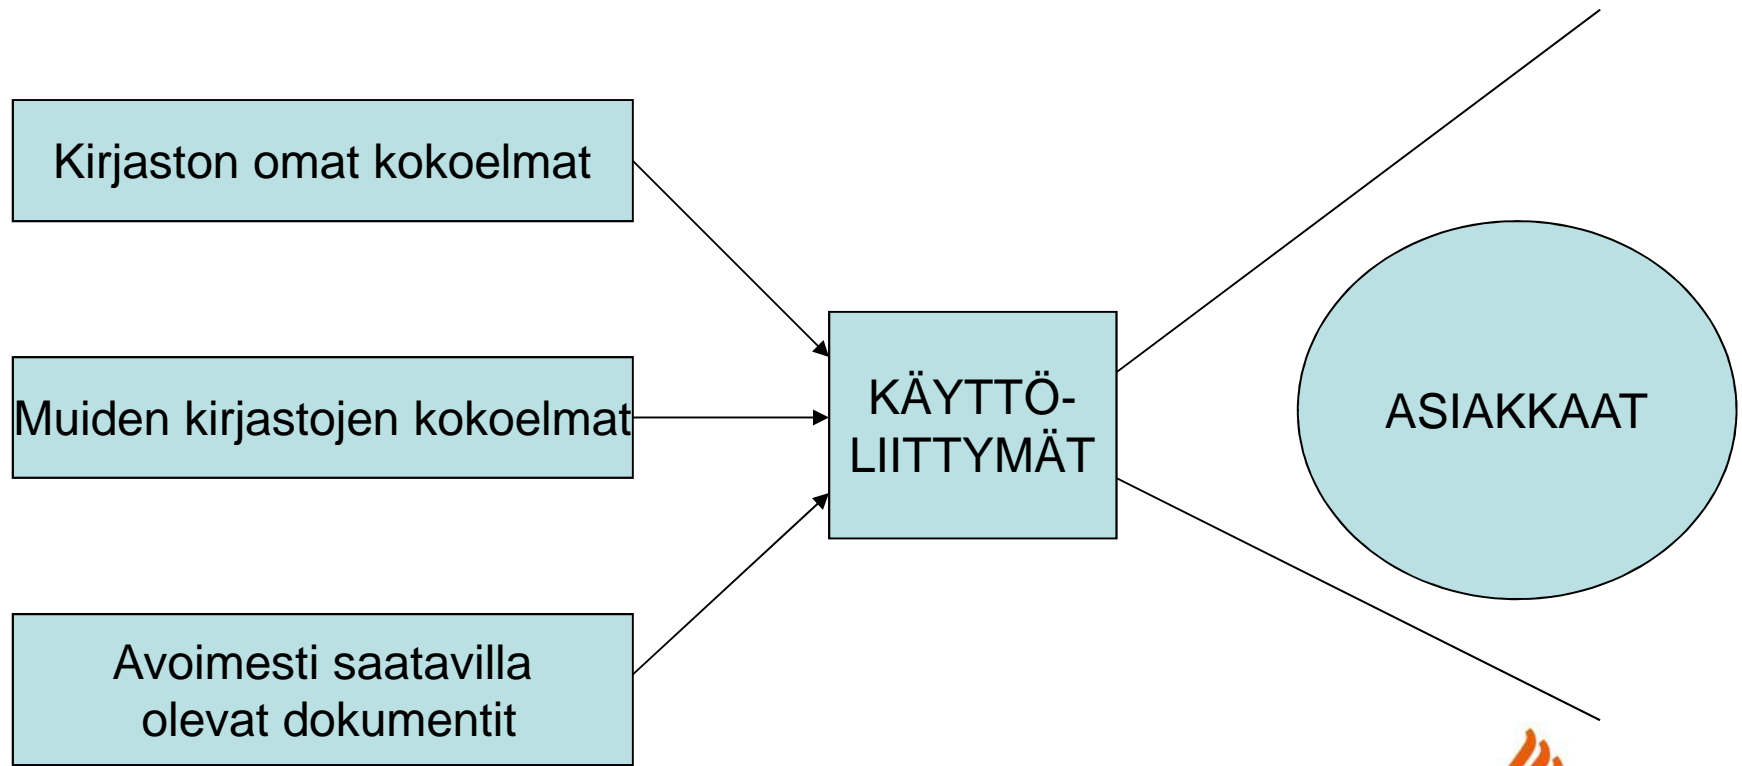 Kirjaston omat kokoelmat
Muiden kirjastojen kokoelmat
Avoimesti saatavilla
olevat dokumentit
KÄYTTÖ-
LIITTYMÄT
ASIAKKAAT